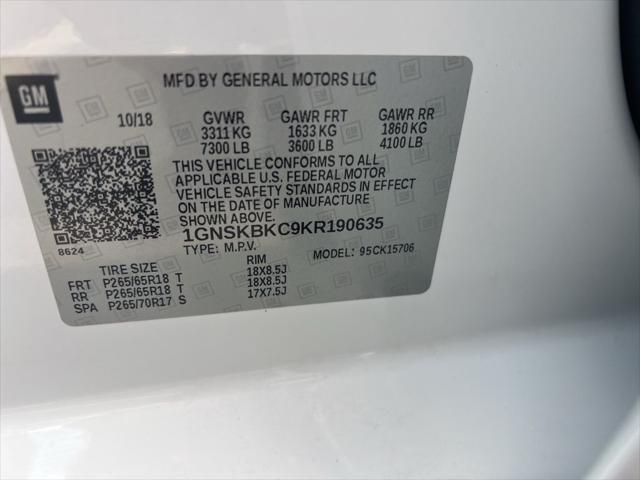 MFD BY GENERAL MOTORS LLC
GM
10/18 GVWR GAWR FRT GAWR RR
3311 KG 1633 KG 1860 KG
7300 LB 3600 LB 4100 LB
THIS VEHICLE CONFORMS TO ALL
APPLICABLE U.S. FEDERAL MOTOR
VEHICLE SAFETY STANDARDS IN EFFECT
ON THE DATE OF MANUFACTURE
SHOWN ABOVE.
8624
1GNSKBKC9KR190635
TYPE: M.P.V. MODEL: 95CK15706
TIRE SIZE RIM
FRT P265/65R18 T 18X8.5J
RR P265/65R18 T 18X8.5J
SPA P265/70R17 S 17X7.5J